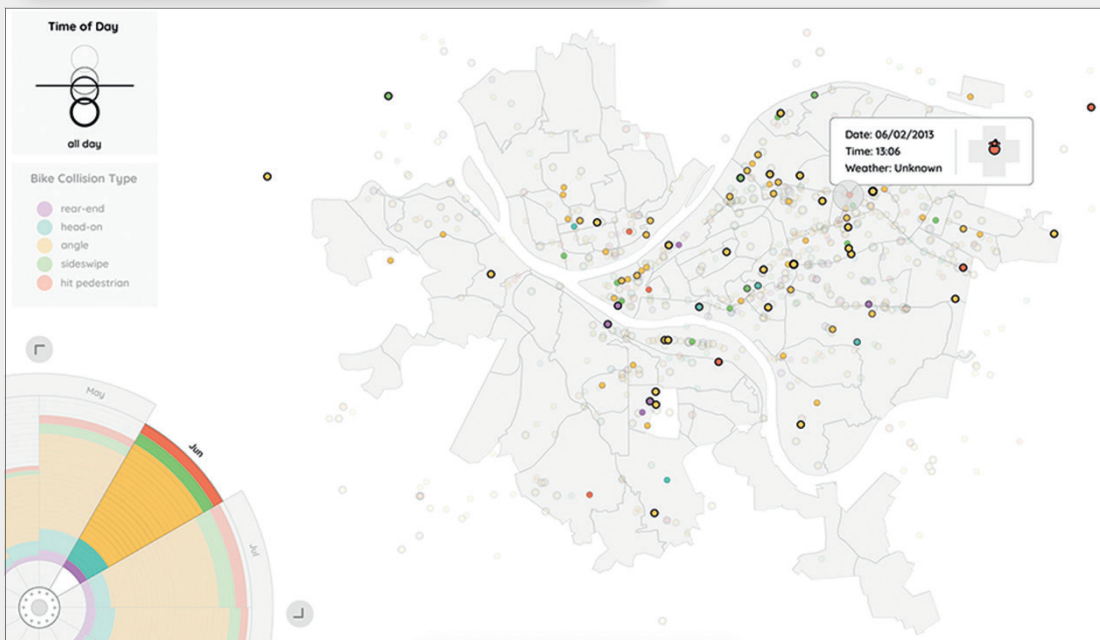 Time of Day
all day
Bike Collision Type
rear-end
head-on
angle
sideswipe
hit pedestrian
Date: 06/02/2013
Time: 13:06
Weather: Unknown
May
Jun
Jul